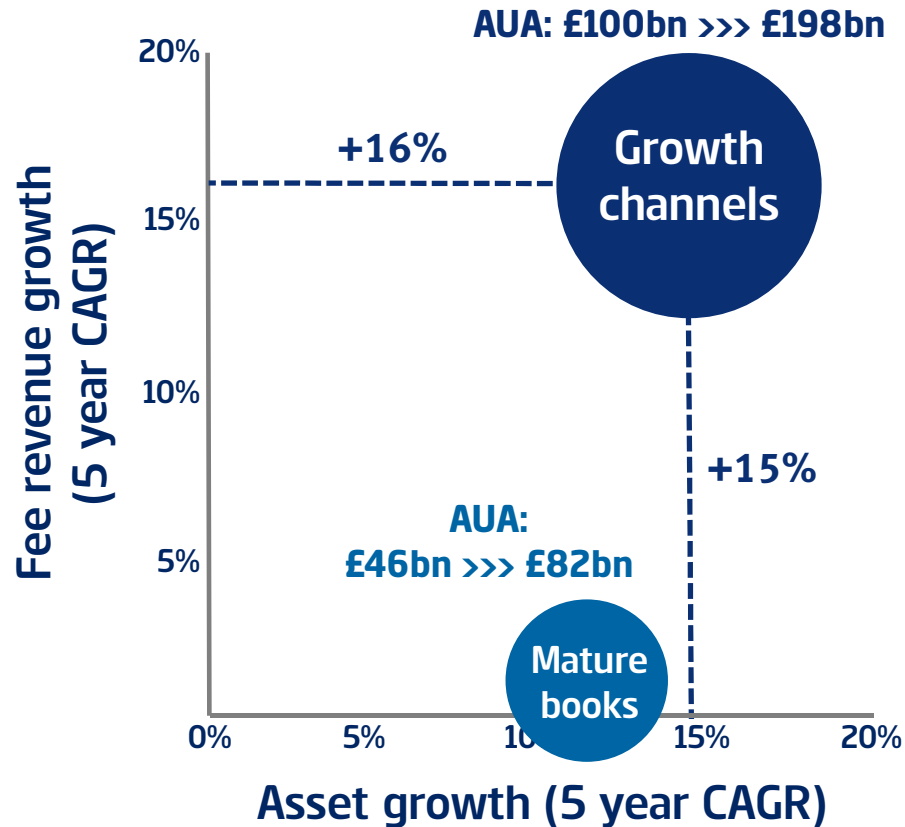 AUA: £100bn >>> £198bn
20%
Growth
channels
+16%
15%
Fee revenue growth
(5 year CAGR)
10%
+15%
AUA:
£46bn >>> £82bn
5%
Mature
books
0%
5%
10
15%
20%
Asset growth (5 year CAGR)